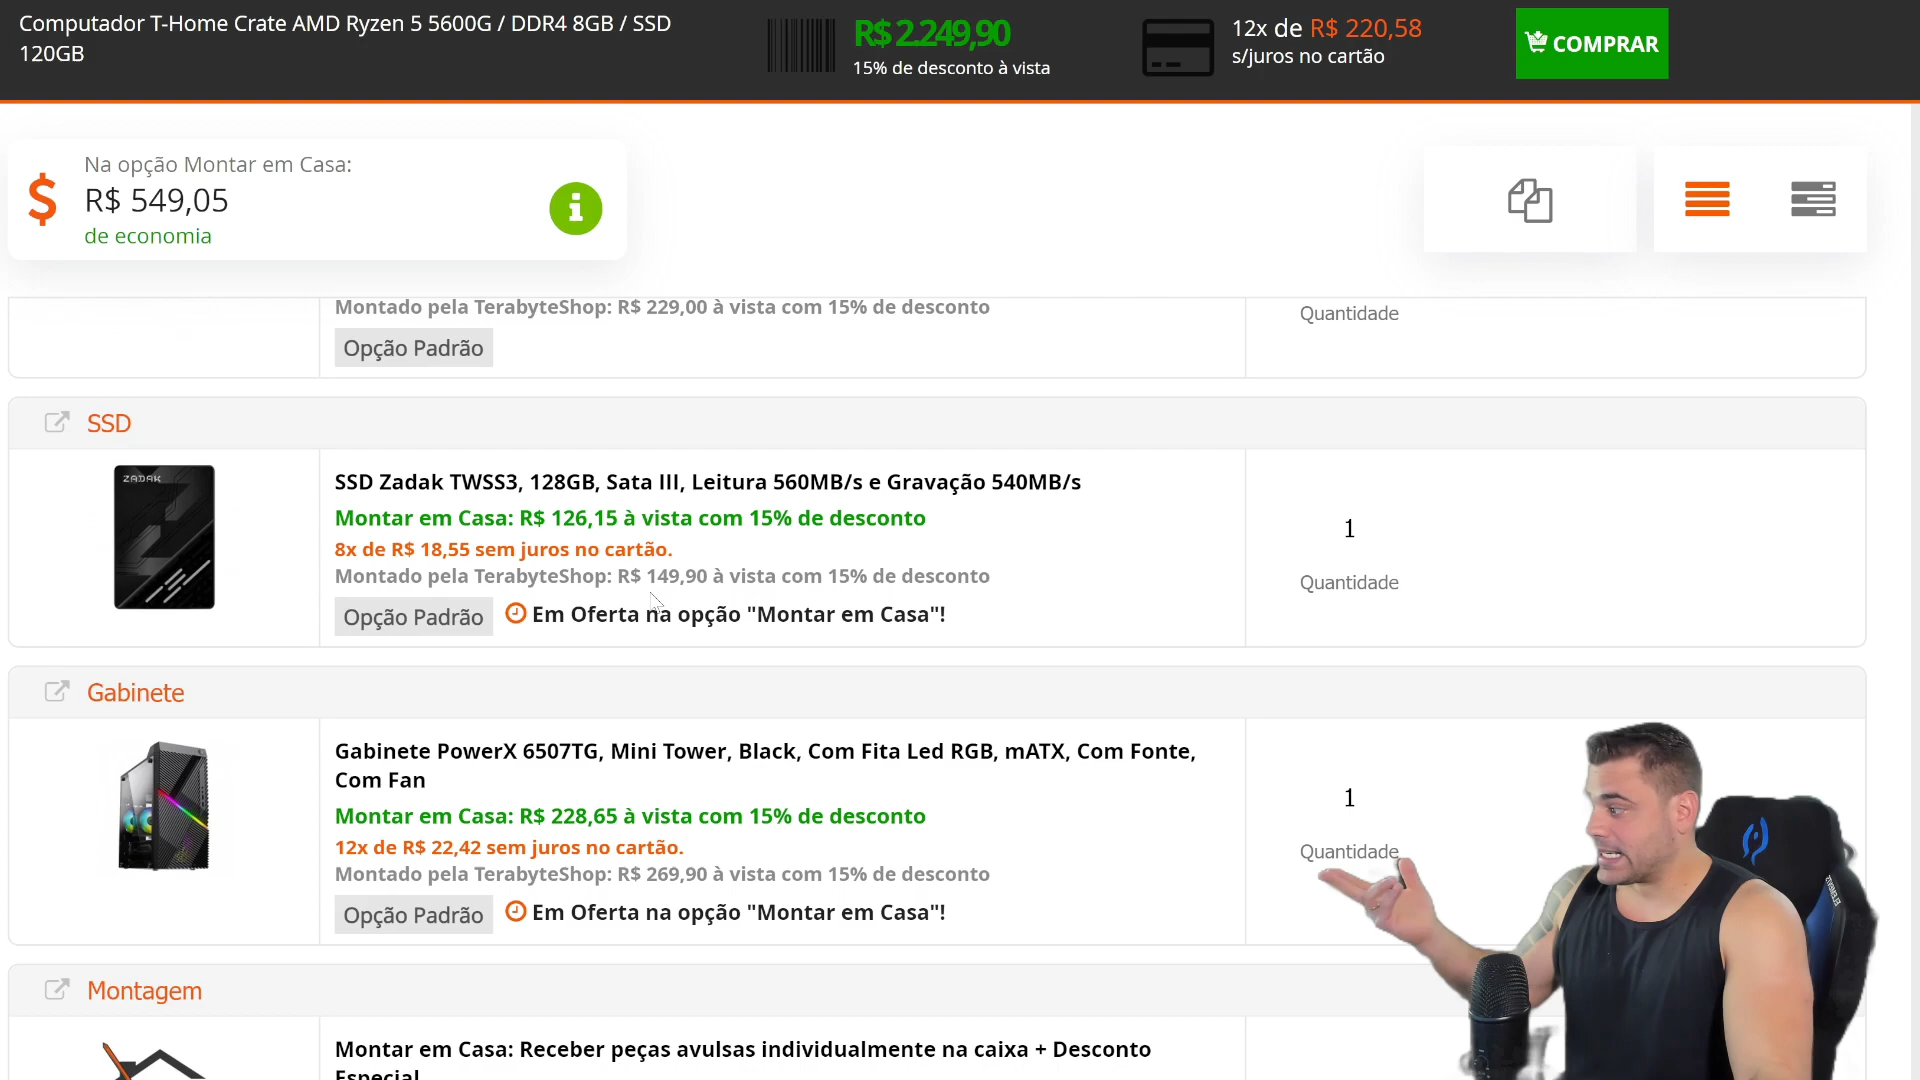 Computador T-Home Crate AMD Ryzen 5 5600G / DDR4 8GB / SSD
120GB
R$ 2.249,90
15% de desconto à vista
12x de R$ 220,58
s/juros no cartão
COMPRAR
Na opção Montar em Casa:
R$ 549,05
de economia
Montado pela TerabyteShop: R$ 229,00 à vista com 15% de desconto
Opção Padrão
Quantidade
SSD
ZADAK
SSD Zadak TWSS3, 128GB, Sata III, Leitura 560MB/s e Gravação 540MB/s
Montar em Casa: R$ 126,15 à vista com 15% de desconto
8x de R$ 18,55 sem juros no cartão.
Montado pela TerabyteShop: R$ 149,90 à vista com 15% de desconto
Opção Padrão
Em Oferta na opção "Montar em Casa"!
1
Quantidade
Gabinete
Gabinete PowerX 6507TG, Mini Tower, Black, Com Fita Led RGB, mATX, Com Fonte,
Com Fan
Montar em Casa: R$ 228,65 à vista com 15% de desconto
12x de R$ 22,42 sem juros no cartão.
Montado pela TerabyteShop: R$ 269,90 à vista com 15% de desconto
Opção Padrão
Em Oferta na opção "Montar em Casa"!
1
Quantidade
Montagem
Montar em Casa: Receber peças avulsas individualmente na caixa + Desconto
Especial